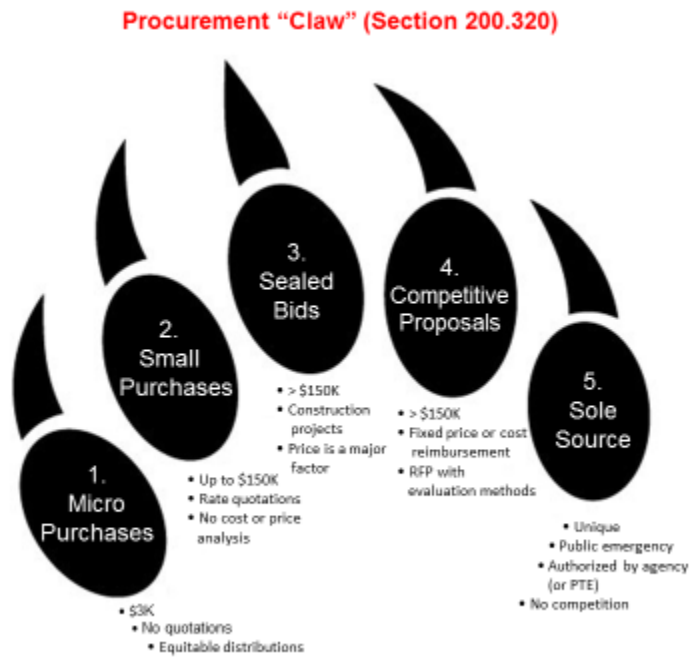 Procurement “Claw” (Section 200.320)
1.
Micro
Purchases
• $3K
• No quotations
• Equitable distributions
2.
Small
Purchases
• Up to $150K
• Rate quotations
• No cost or price
analysis
3.
Sealed
Bids
• > $150K
• Construction
projects
• Price is a major
factor
4.
Competitive
Proposals
• > $150K
• Fixed price or cost
reimbursement
• RFP with
evaluation methods
5.
Sole
Source
• Unique
• Public emergency
• Authorized by agency
(or PTE)
• No competition